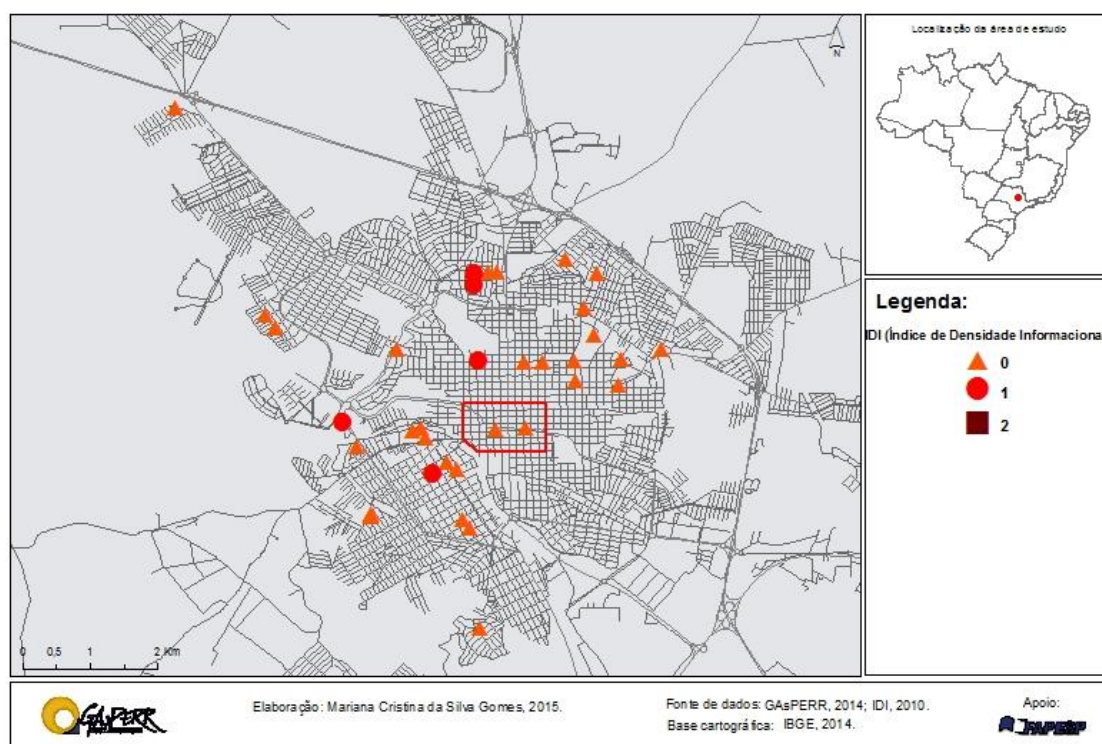 Localização da área de estudo
N
Legenda:
IDI (Índice de Densidade Informaciona
0
1
2
0 0,5 1 2 Km
GAsPERR
Elaboração: Mariana Cristina da Silva Gomes, 2015.
Fonte de dados: GAsPERR, 2014; IDI, 2010.
Base cartográfica: IBGE, 2014.
Apoio:
FAPESP